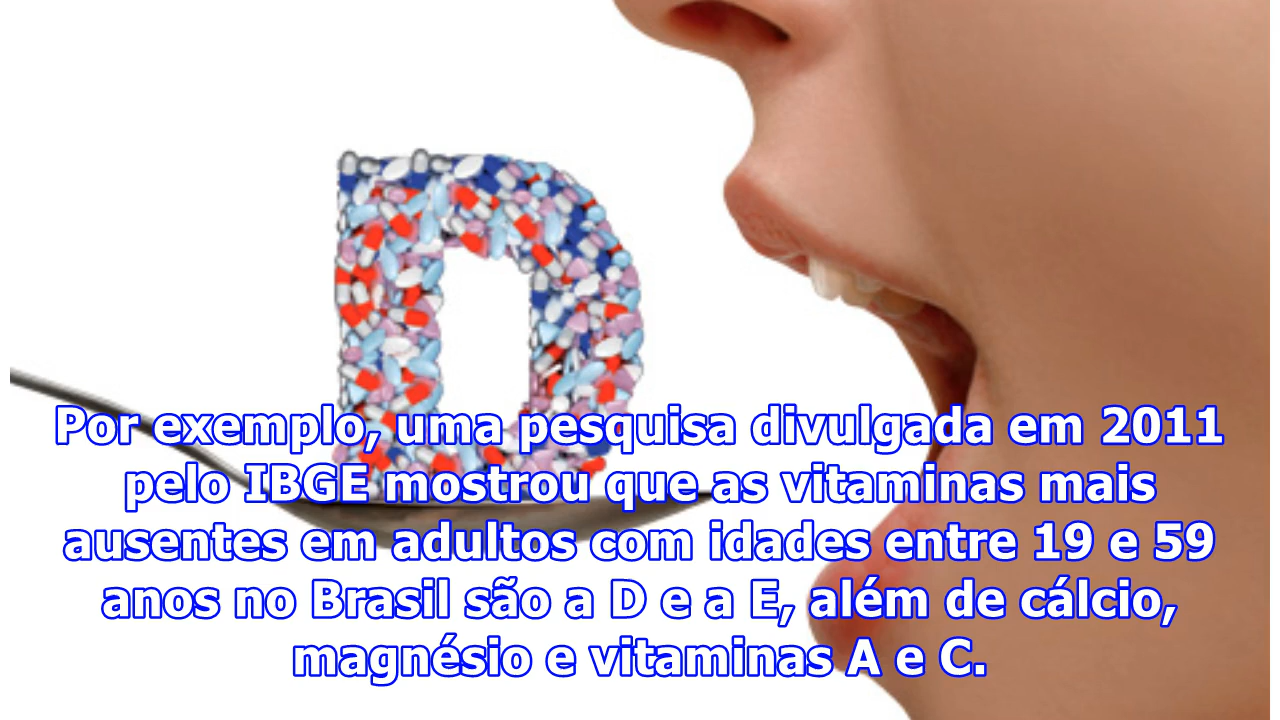 Por exemplo, uma pesquisa divulgada em 2011
pelo IBGE mostrou que as vitaminas mais
ausentes em adultos com idades entre 19 e 59
anos no Brasil são a D e a E, além de cálcio,
magnésio e vitaminas A e C.